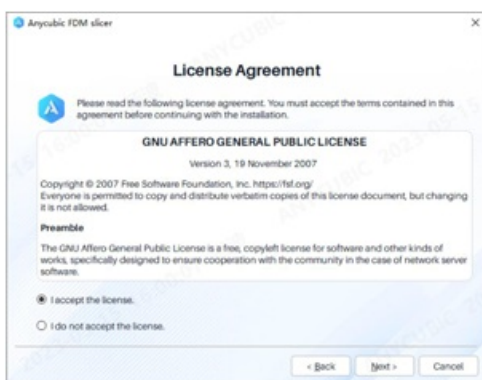 Anycubic FDM slicer
License Agreement
Please read the following license agreement. You must accept the terms contained in this
agreement before continuing with the installation.
GNU AFFERO GENERAL PUBLIC LICENSE
Version 3, 19 November 2007
Copyright © 2007 Free Software Foundation, Inc. https://fsf.org/
Everyone is permitted to copy and distribute verbatim copies of this license document, but changing
it is not allowed.
Preamble
The GNU Affero General Public License is a free, copyleft license for software and other kinds of
works, specifically designed to ensure cooperation with the community in the case of network server
software.
I accept the license.
I do not accept the license.
< Back
Next >
Cancel